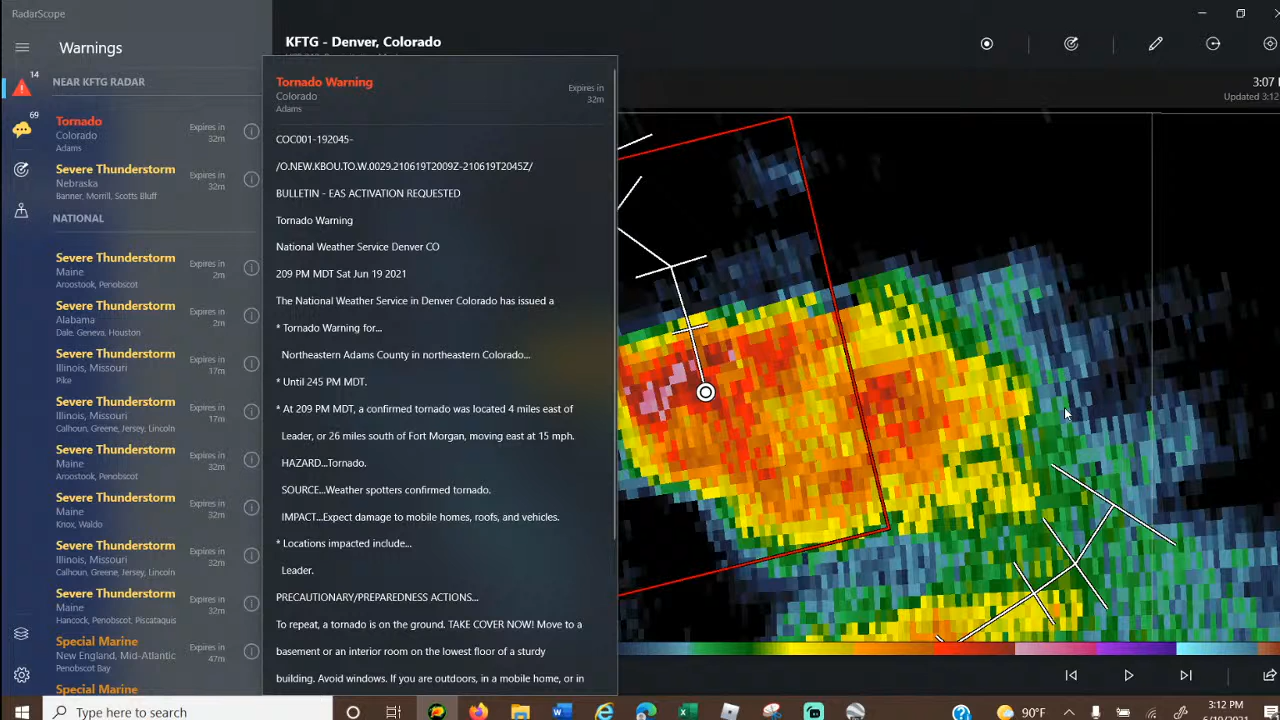 RadarScope
Warnings
14
69
NEAR KFTG RADAR
Tornado
Colorado
Adams
Expires in
32m
Severe Thunderstorm
Nebraska
Banner, Morrill, Scotts Bluff
Expires in
32m
NATIONAL
Severe Thunderstorm
Maine
Aroostook, Penobscot
Expires in
2m
Severe Thunderstorm
Alabama
Dale, Geneva, Houston
Expires in
2m
Severe Thunderstorm
Illinois, Missouri
Pike
Expires in
17m
Severe Thunderstorm
Illinois, Missouri
Calhoun, Greene, Jersey, Lincoln
Expires in
17m
Severe Thunderstorm
Maine
Aroostook, Penobscot
Expires in
32m
Severe Thunderstorm
Maine
Knox, Waldo
Expires in
32m
Severe Thunderstorm
Illinois, Missouri
Calhoun, Greene, Jersey, Lincoln
Expires in
32m
Severe Thunderstorm
Maine
Hancock, Penobscot, Piscataquis
Expires in
32m
Special Marine
New England, Mid-Atlantic
Penobscot Bay
Expires in
47m
Special Marine
KFTG - Denver, Colorado
Tornado Warning
Colorado
Adams
Expires in
32m
COC001-192045-
/O.NEW.KBOU.TO.W.0029.210619T2009Z-210619T2045Z/
BULLETIN - EAS ACTIVATION REQUESTED
Tornado Warning
National Weather Service Denver CO
209 PM MDT Sat Jun 19 2021
The National Weather Service in Denver Colorado has issued a
* Tornado Warning for...
Northeastern Adams County in northeastern Colorado...
* Until 245 PM MDT.
* At 209 PM MDT, a confirmed tornado was located 4 miles east of
Leader, or 26 miles south of Fort Morgan, moving east at 15 mph.
HAZARD...Tornado.
SOURCE...Weather spotters confirmed tornado.
IMPACT...Expect damage to mobile homes, roofs, and vehicles.
* Locations impacted include...
Leader.
PRECAUTIONARY/PREPAREDNESS ACTIONS...
To repeat, a tornado is on the ground. TAKE COVER NOW! Move to a
basement or an interior room on the lowest floor of a sturdy
building. Avoid windows. If you are outdoors, in a mobile home, or in
3:07
Updated 3:12
Type here to search
90°F
3:12 PM